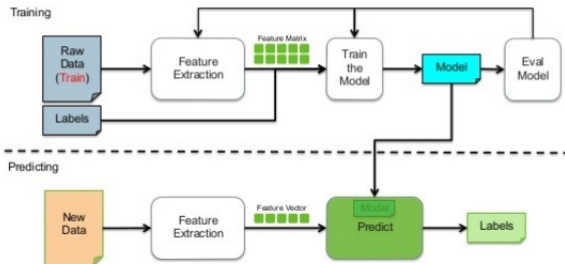 Training
Raw
Data
(Train)
Feature
Extraction
Feature Matrix
Train
the
Model
Model
Eval
Model
Labels
Predicting
New
Data
Feature
Extraction
Feature Vector
Model
Predict
Labels